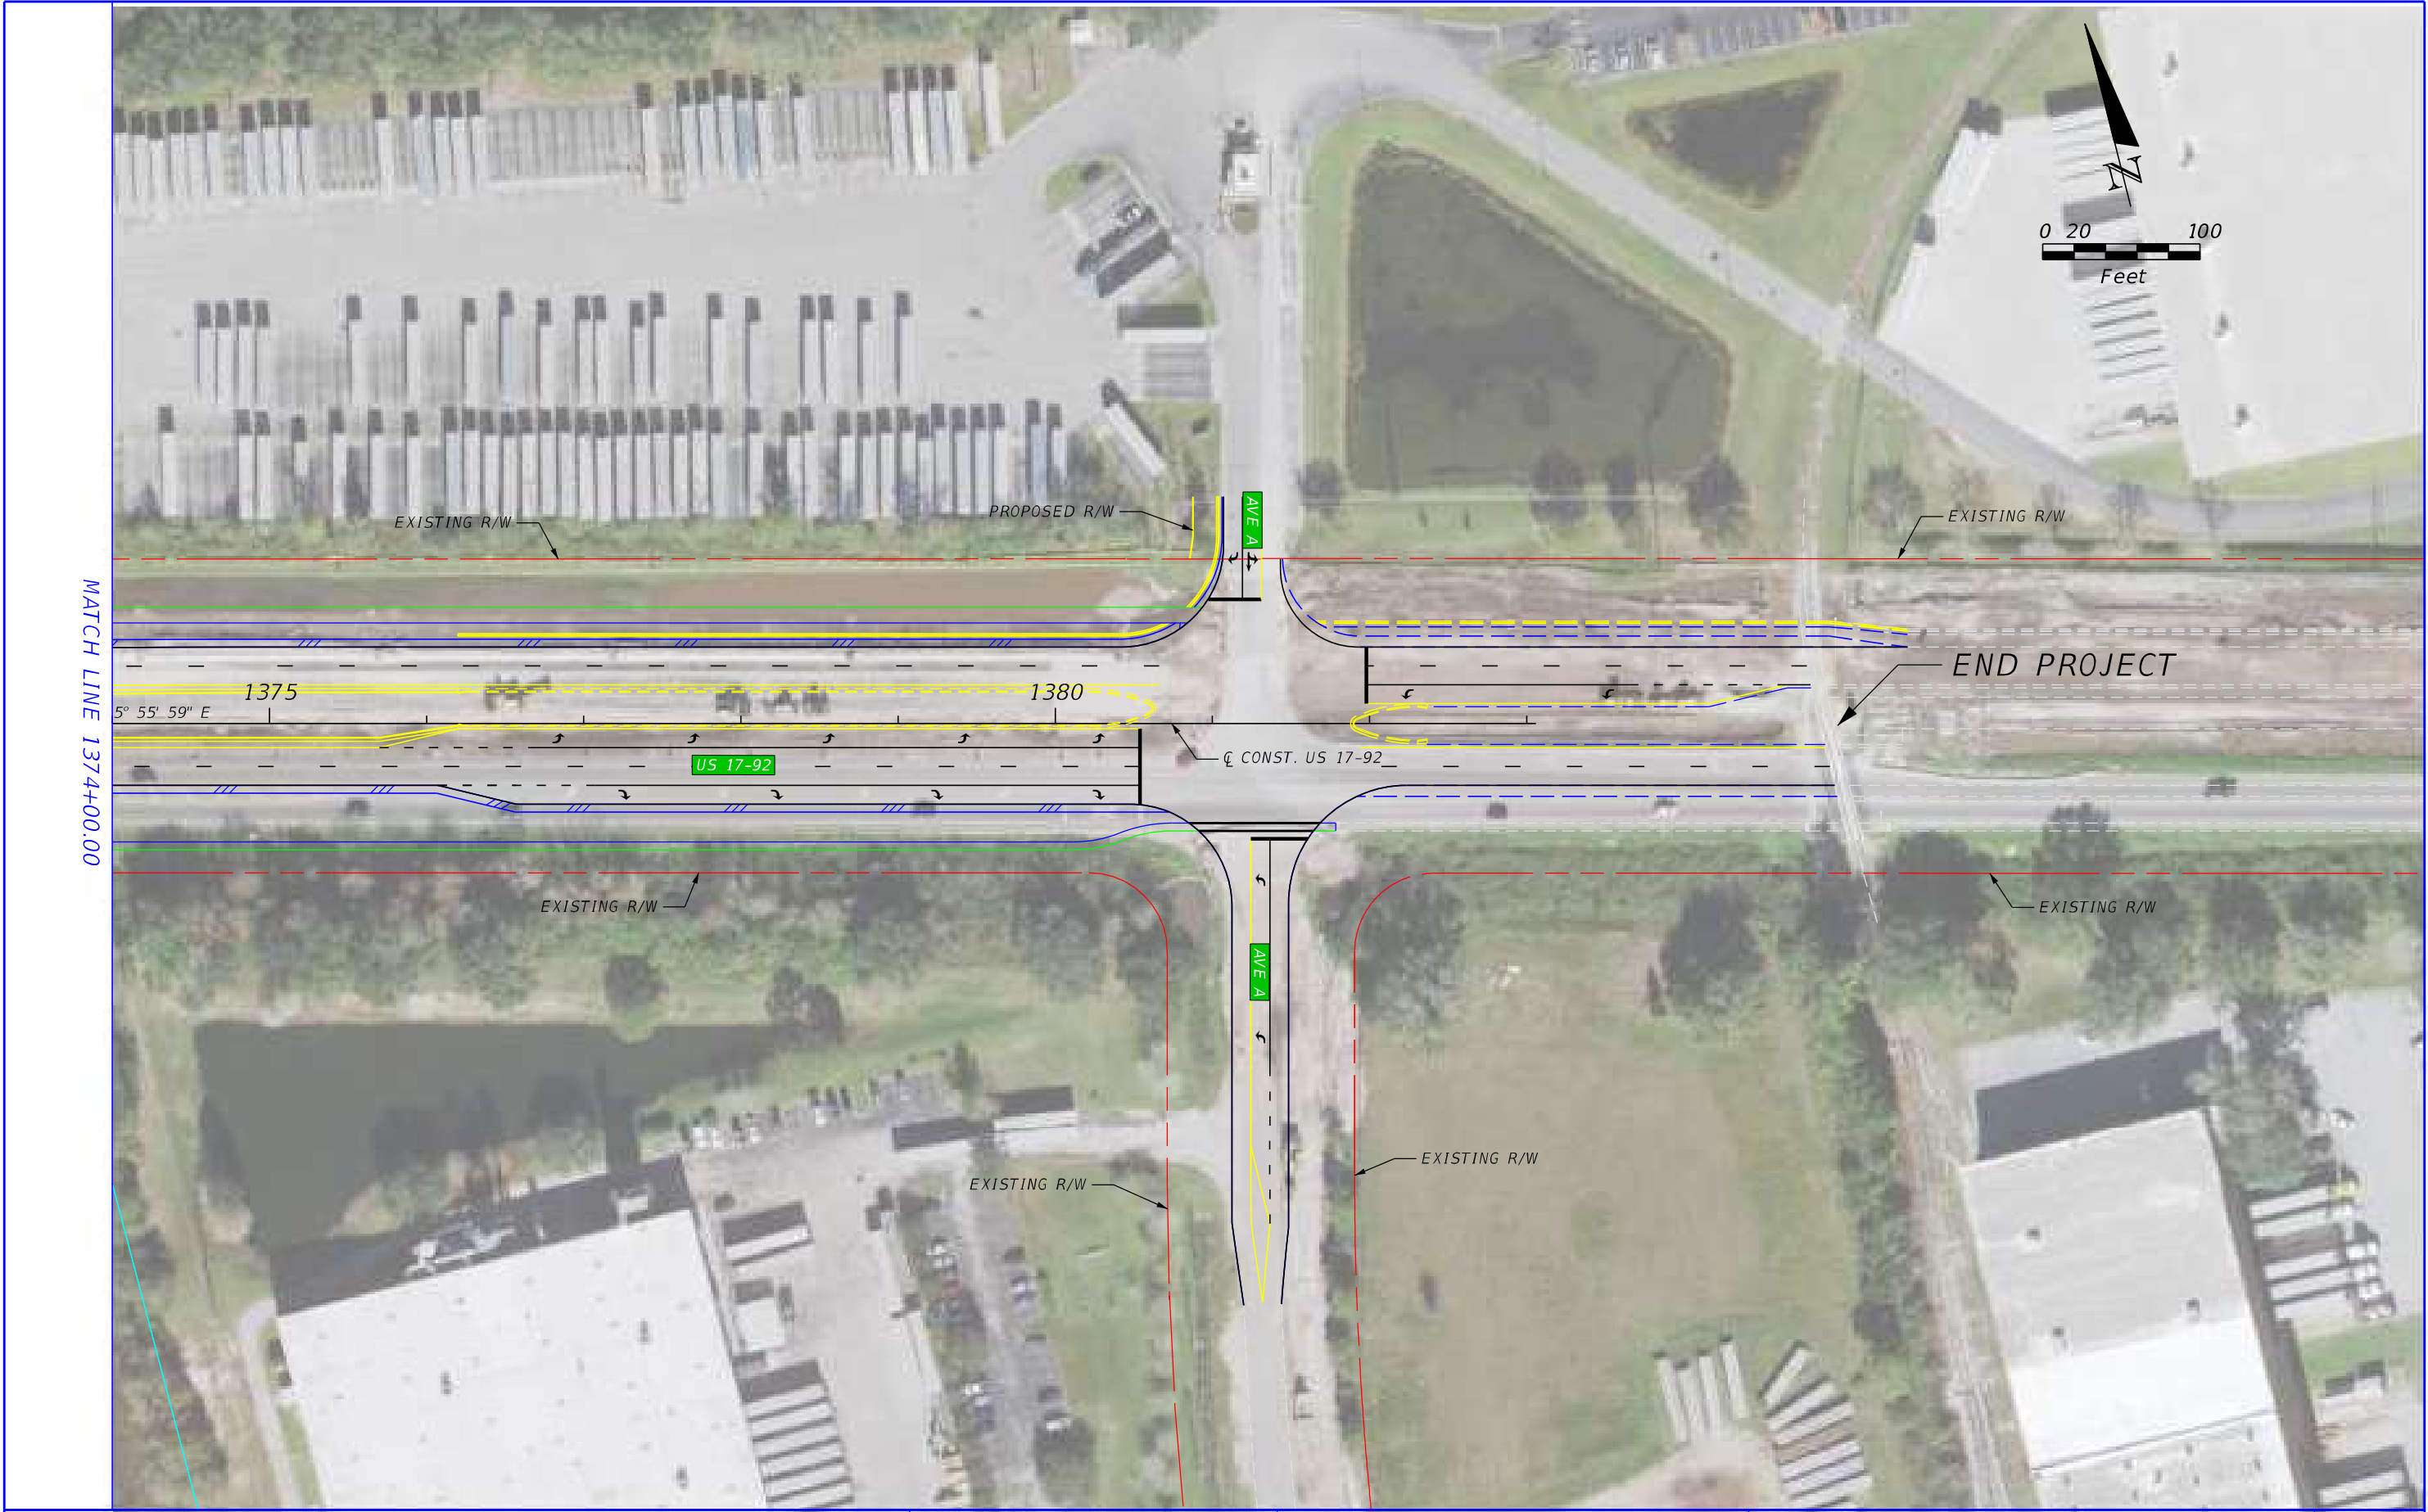 N
0 20 100
Feet
EXISTING R/W
PROPOSED R/W
AVE A
EXISTING R/W
MATCH LINE 1374+00.00
END PROJECT
1375
1380
5° 55' 59" E
℄ CONST. US 17-92
US 17-92
EXISTING R/W
EXISTING R/W
AVE A
EXISTING R/W
EXISTING R/W